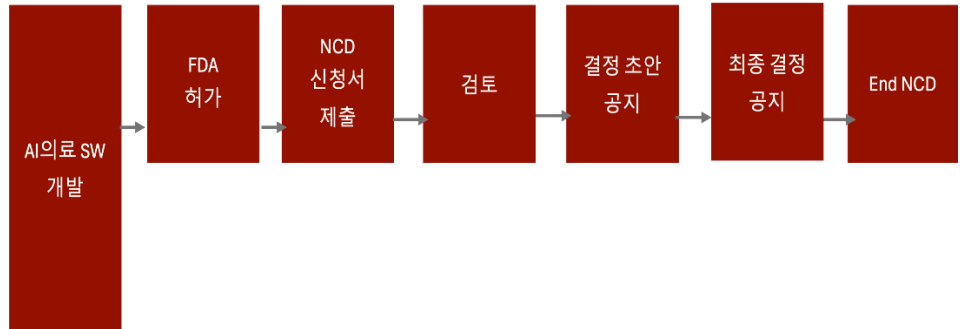 AI의료 SW
개발
FDA
허가
NCD
신청서
제출
검토
결정 초안
공지
최종 결정
공지
End NCD